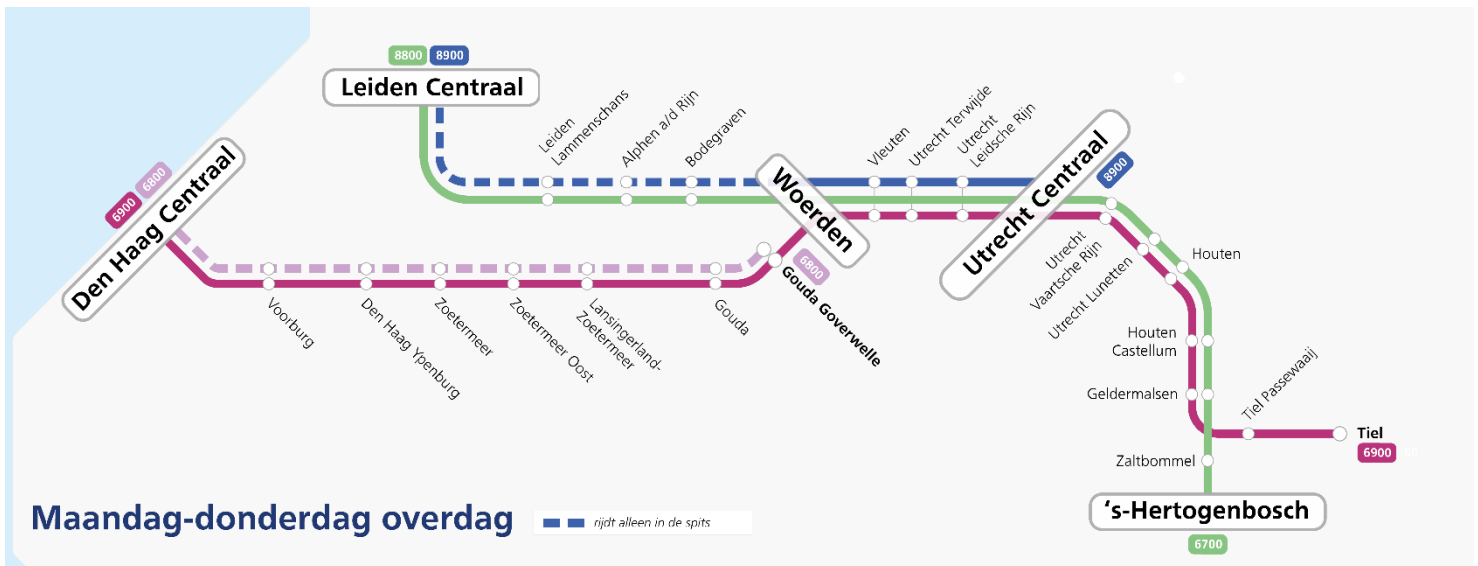 8800 8900
Leiden Centraal
6900 6800
Den Haag Centraal
Leiden
Lammenschans
Alphen a/d Rijn
Bodegraven
Woerden
Vleuten
Utrecht Terwijde
Utrecht
Leidsche Rijn
Utrecht Centraal
8900
Voorburg
Den Haag Ypenburg
Zoetermeer
Zoetermeer Oost
Lansingerland-
Zoetermeer
Gouda
Gouda Goverwelle
6800
Utrecht
Vaartsche Rijn
Utrecht Lunetten
Houten
Houten
Castellum
Geldermalsen
Tiel Passewaaij
Tiel
6900
Zaltbommel
's-Hertogenbosch
6700
Maandag-donderdag overdag
rijdt alleen in de spits